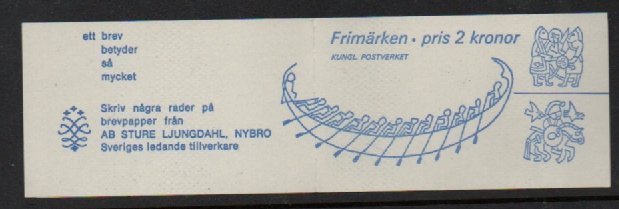 ett brev
betyder
så
mycket
Skriv några rader på
brevpapper från
AB STURE LJUNGDAHL, NYBRO
Sveriges ledande tillverkare
Frimärken · pris 2 kronor
KUNGL. POSTVERKET